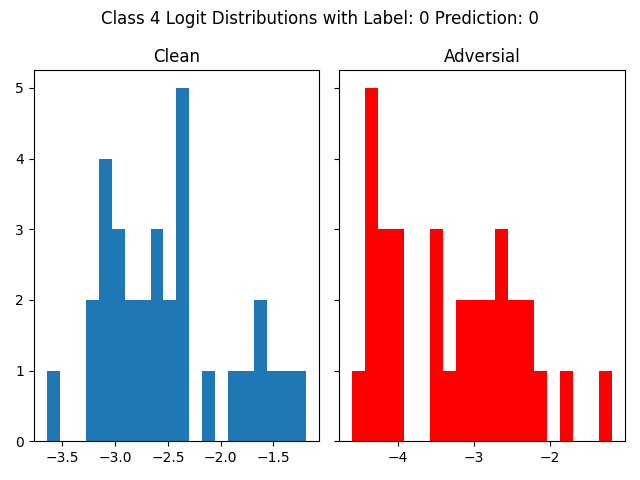 Class 4 Logit Distributions with Label: 0 Prediction: 0
Clean
Adversial
5
4
3
2
1
0
−3.5 −3.0 −2.5 −2.0 −1.5
−4 −3 −2